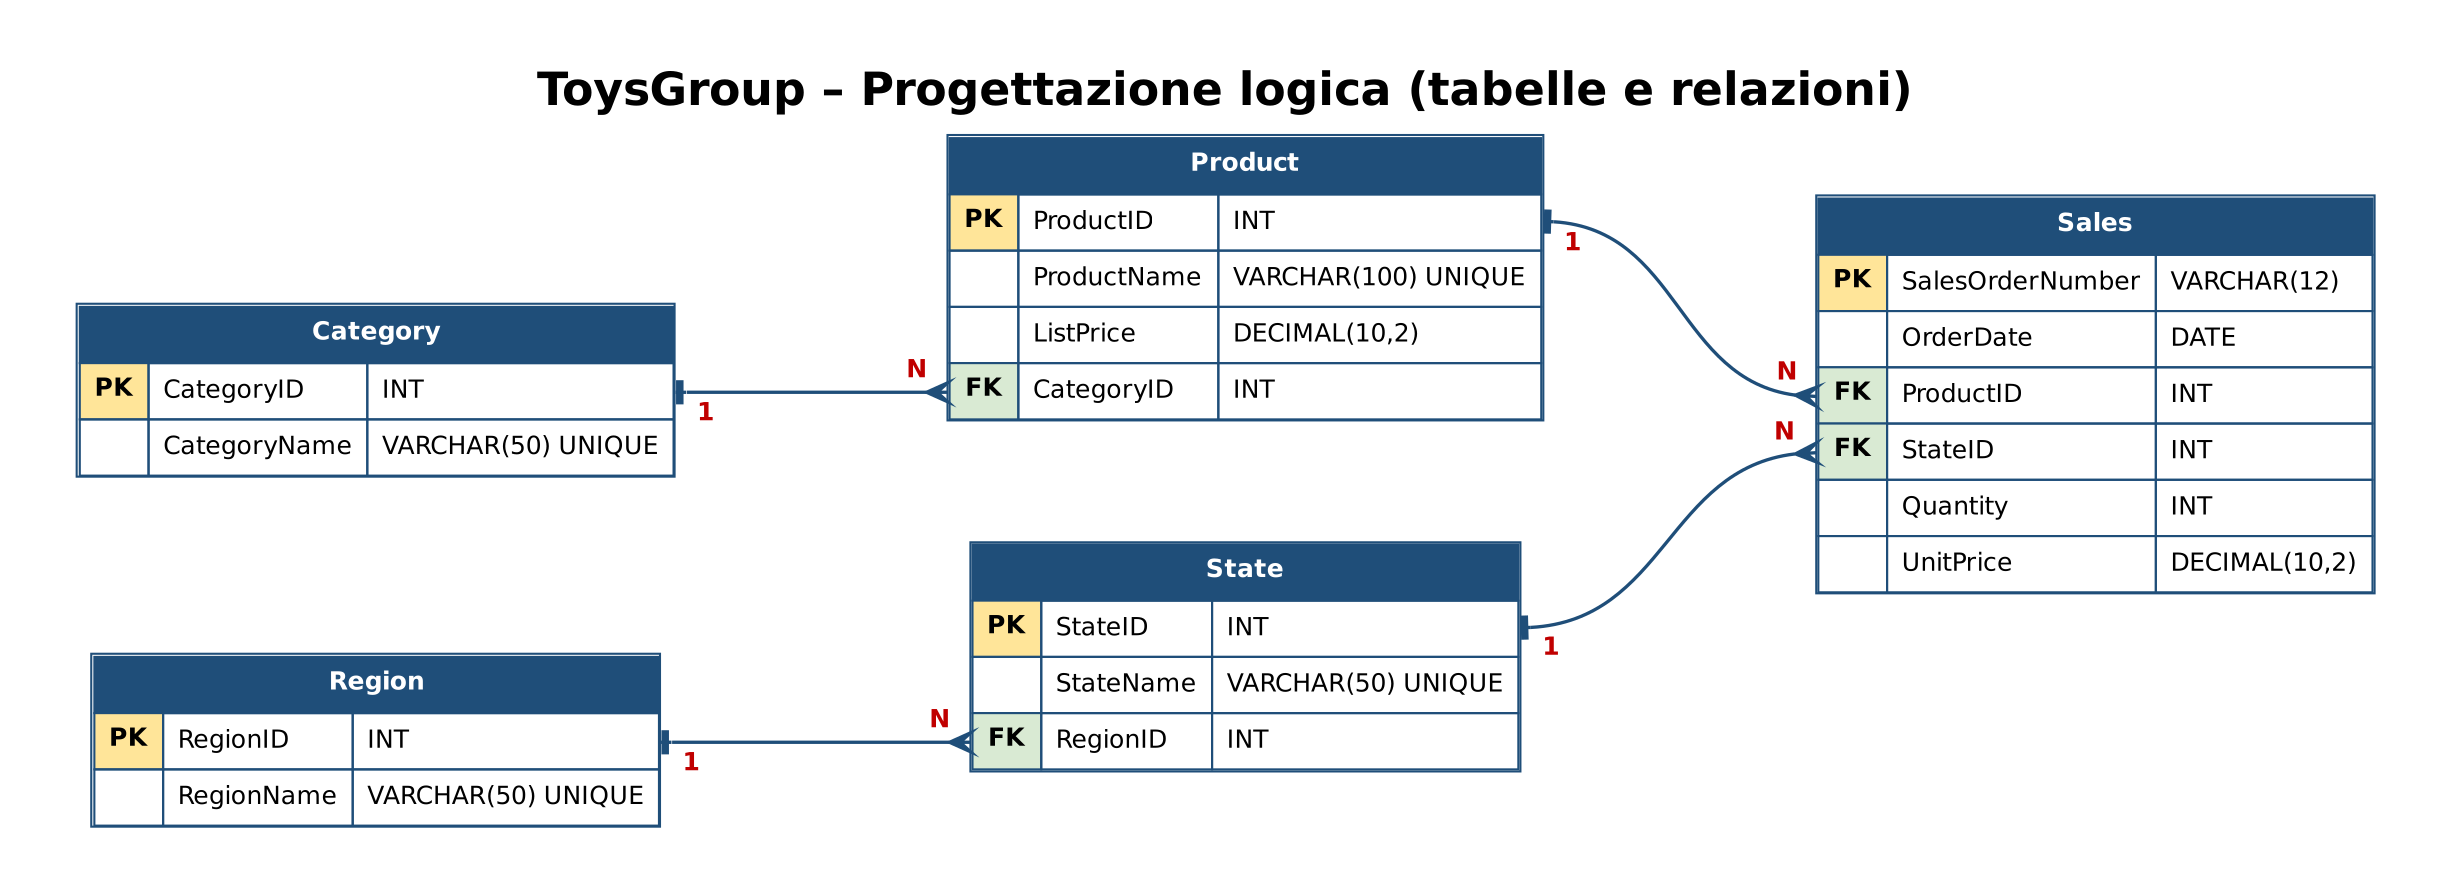 ToysGroup – Progettazione logica (tabelle e relazioni)
Category
PK CategoryID INT
CategoryName VARCHAR(50) UNIQUE
1
N
Product
PK ProductID INT
ProductName VARCHAR(100) UNIQUE
ListPrice DECIMAL(10,2)
FK CategoryID INT
1
N
Sales
PK SalesOrderNumber VARCHAR(12)
OrderDate DATE
FK ProductID INT
FK StateID INT
Quantity INT
UnitPrice DECIMAL(10,2)
Region
PK RegionID INT
RegionName VARCHAR(50) UNIQUE
1
N
State
PK StateID INT
StateName VARCHAR(50) UNIQUE
FK RegionID INT
1
N